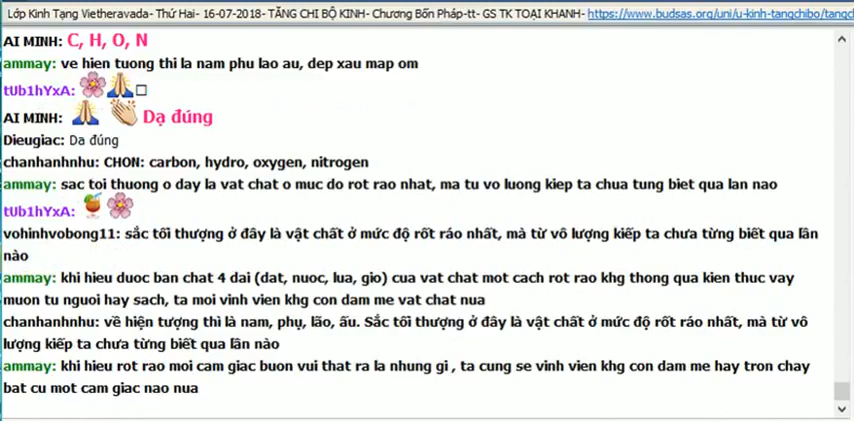 Lớp Kinh Tạng Vietheravada- Thứ Hai- 16-07-2018- TĂNG CHI BỘ KINH- Chương Bốn Pháp-tt- GS TK TOẠI KHANH- https://www.budsas.org/uni/u-kinh-tangchibo/tangc
AI MINH: C, H, O, N
ammay: ve hien tuong thi la nam phu lao au, dep xau map om
tUb1hYxA: 🌸🙏□
AI MINH: 🙏 👏 Dạ đúng
Dieugiac: Da đúng
chanhanhnhu: CHON: carbon, hydro, oxygen, nitrogen
ammay: sac toi thuong o day la vat chat o muc do rot rao nhat, ma tu vo luong kiep ta chua tung biet qua lan nao
tUb1hYxA: 🍹🌸
vohinhvobong11: sắc tối thượng ở đây là vật chất ở mức độ rốt ráo nhất, mà từ vô lượng kiếp ta chưa từng biết qua lần
nào
ammay: khi hieu duoc ban chat 4 dai (dat, nuoc, lua, gio) cua vat chat mot cach rot rao khg thong qua kien thuc vay
muon tu nguoi hay sach, ta moi vinh vien khg con dam me vat chat nua
chanhanhnhu: về hiện tượng thì là nam, phụ, lão, ấu. Sắc tối thượng ở đây là vật chất ở mức độ rốt ráo nhất, mà từ vô
lượng kiếp ta chưa từng biết qua lần nào
ammay: khi hieu rot rao moi cam giac buon vui that ra la nhung gi , ta cung se vinh vien khg con dam me hay tron chay
bat cu mot cam giac nao nua